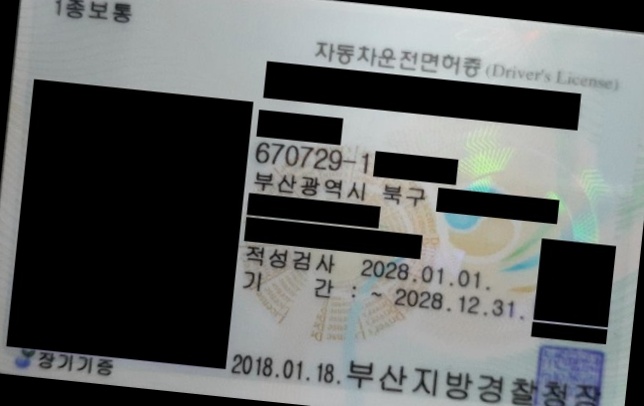 1종보통
자동차운전면허증 (Driver's License)
670729-1
부산광역시 북구
적성검사 2028.01.01.
기 간 : ~ 2028.12.31.
장기기증 2018.01.18. 부산지방경찰청장